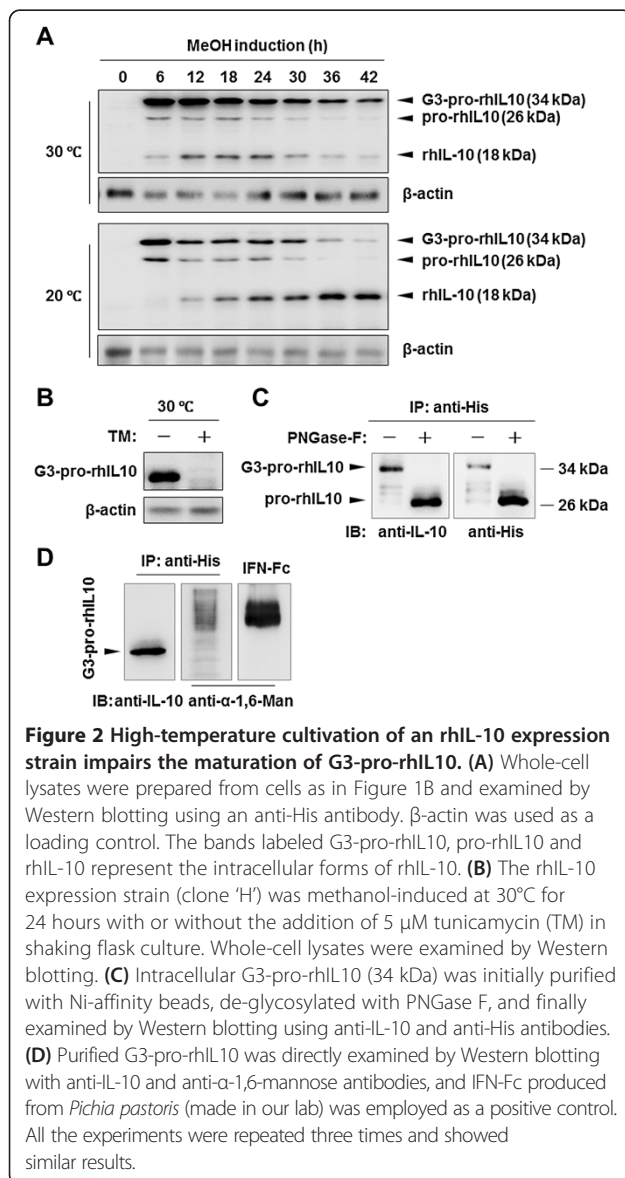 A
MeOH induction (h)
0 6 12 18 24 30 36 42
G3-pro-rhIL10 (34 kDa)
pro-rhIL10 (26 kDa)
30 ℃
rhIL-10 (18 kDa)
β-actin
G3-pro-rhIL10 (34 kDa)
pro-rhIL10 (26 kDa)
20 ℃
rhIL-10 (18 kDa)
β-actin
B
30 ℃
TM: − +
G3-pro-rhIL10
β-actin
C
IP: anti-His
PNGase-F: − + − +
G3-pro-rhIL10
34 kDa
pro-rhIL10
26 kDa
IB: anti-IL-10 anti-His
D
IP: anti-His IFN-Fc
G3-pro-rhIL10
IB: anti-IL-10 anti-α-1,6-Man
Figure 2 High-temperature cultivation of an rhIL-10 expression
strain impairs the maturation of G3-pro-rhIL10. (A) Whole-cell
lysates were prepared from cells as in Figure 1B and examined by
Western blotting using an anti-His antibody. β-actin was used as a
loading control. The bands labeled G3-pro-rhIL10, pro-rhIL10 and
rhIL-10 represent the intracellular forms of rhIL-10. (B) The rhIL-10
expression strain (clone ‘H’) was methanol-induced at 30°C for
24 hours with or without the addition of 5 μM tunicamycin (TM) in
shaking flask culture. Whole-cell lysates were examined by Western
blotting. (C) Intracellular G3-pro-rhIL10 (34 kDa) was initially purified
with Ni-affinity beads, de-glycosylated with PNGase F, and finally
examined by Western blotting using anti-IL-10 and anti-His antibodies.
(D) Purified G3-pro-rhIL10 was directly examined by Western blotting
with anti-IL-10 and anti-α-1,6-mannose antibodies, and IFN-Fc produced
from Pichia pastoris (made in our lab) was employed as a positive control.
All the experiments were repeated three times and showed
similar results.